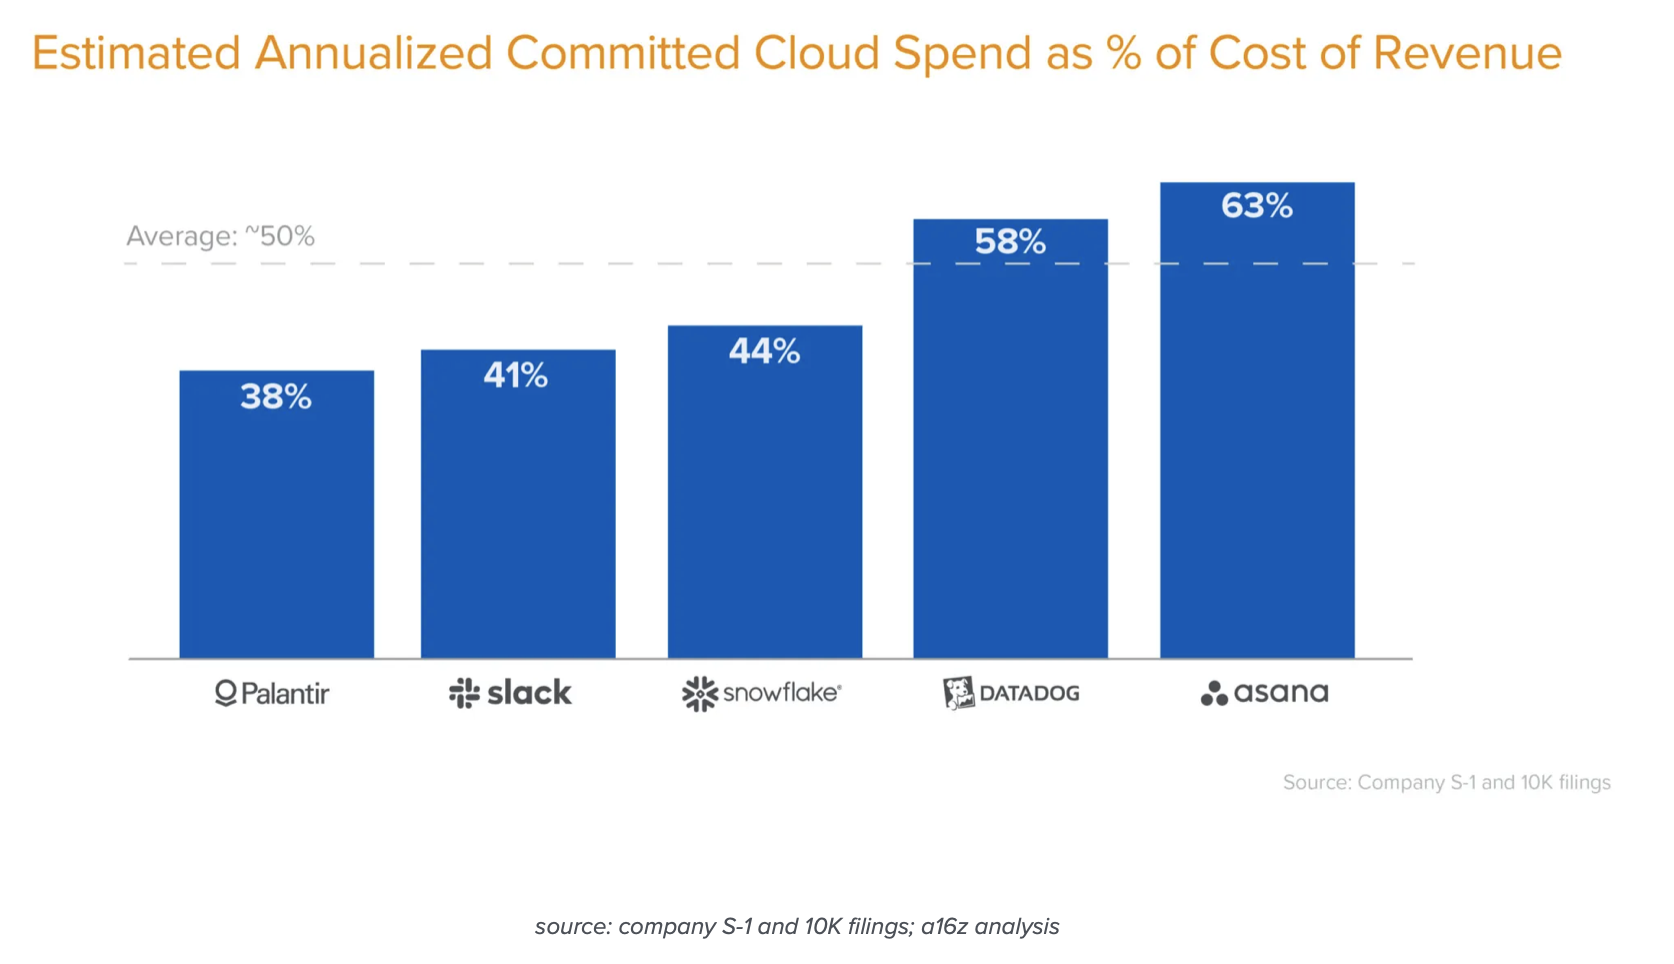 Estimated Annualized Committed Cloud Spend as % of Cost of Revenue
Average: ~50%
38%
41%
44%
58%
63%
Palantir
slack
snowflake®
DATADOG
asana
Source: Company S-1 and 10K filings
source: company S-1 and 10K filings; a16z analysis